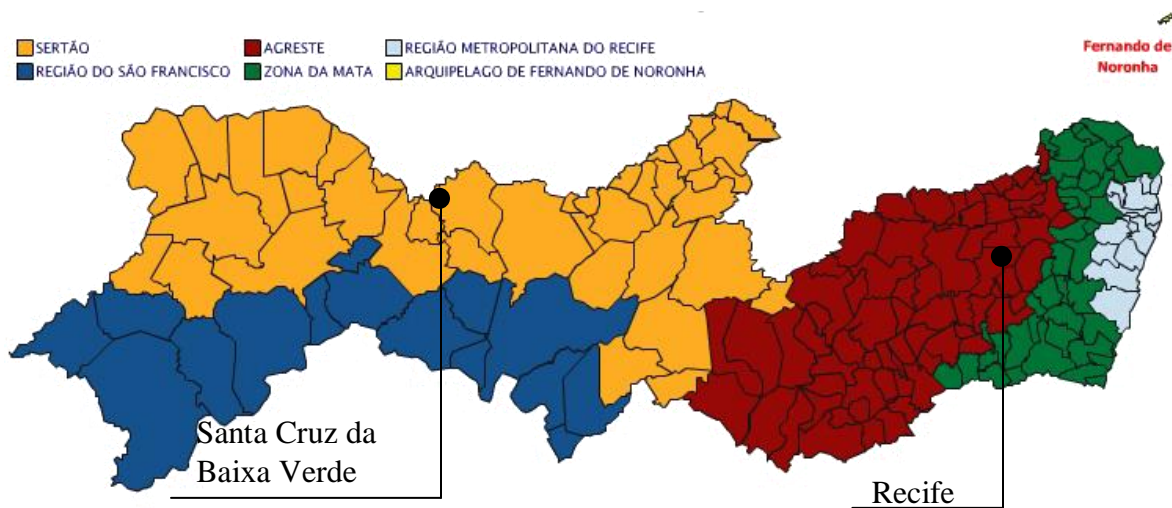 SERTÃO AGRESTE REGIÃO METROPOLITANA DO RECIFE
REGIÃO DO SÃO FRANCISCO ZONA DA MATA ARQUIPELAGO DE FERNANDO DE NORONHA
Fernando de
Noronha
Santa Cruz da
Baixa Verde
Recife